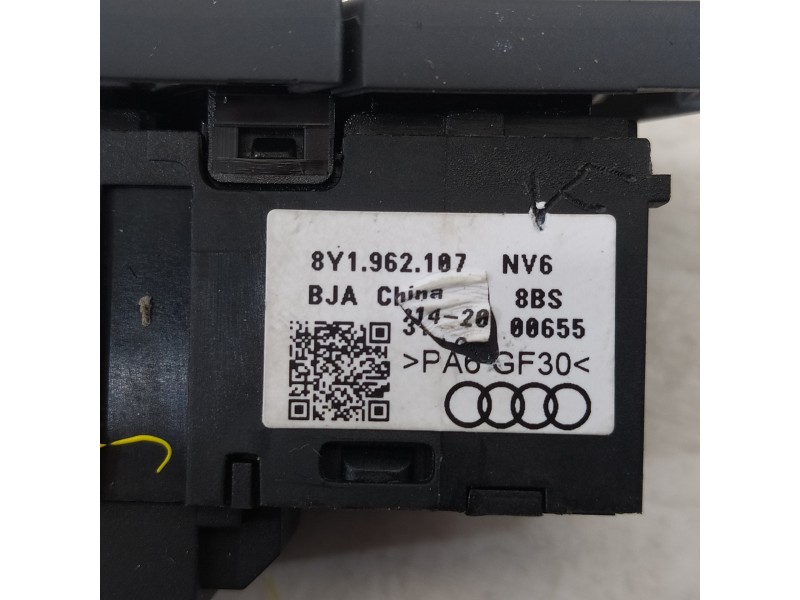 8Y1.962.107 NV6
BJA China 8BS
00655
>PA6 GF30<